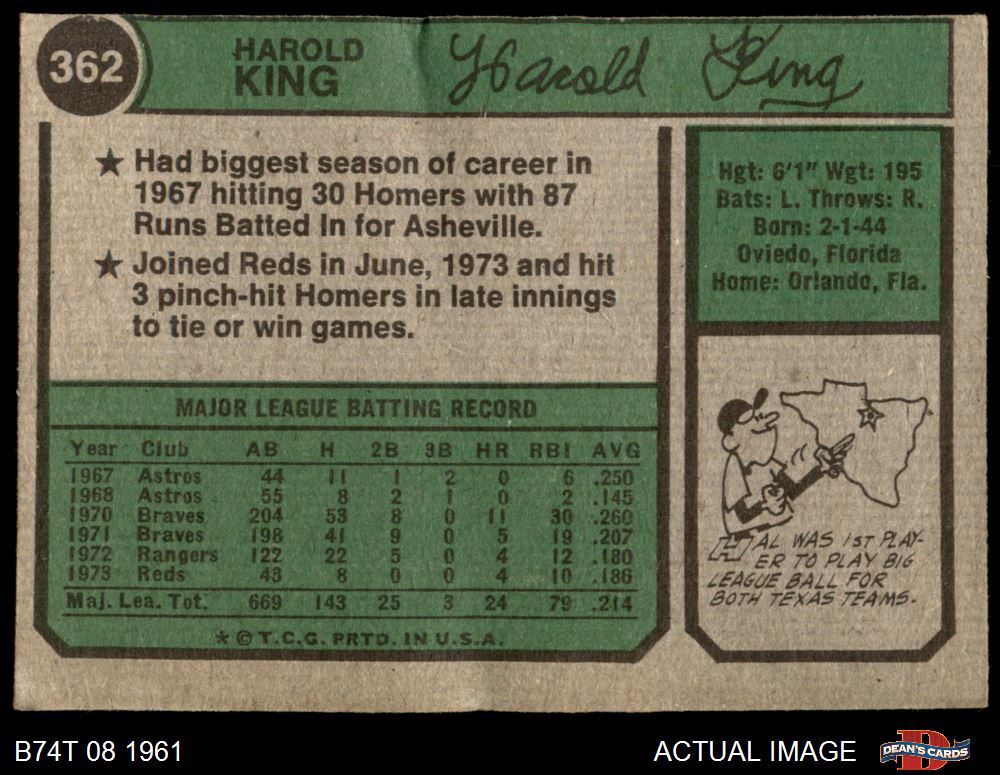 362
HAROLD
KING
Harold King
★ Had biggest season of career in
1967 hitting 30 Homers with 87
Runs Batted In for Asheville.
★ Joined Reds in June, 1973 and hit
3 pinch-hit Homers in late innings
to tie or win games.
Hgt: 6'1" Wgt: 195
Bats: L. Throws: R.
Born: 2-1-44
Oviedo, Florida
Home: Orlando, Fla.
MAJOR LEAGUE BATTING RECORD
Year Club AB H 2B 3B HR RBI AVG
1967 Astros 44 11 1 2 0 6 .250
1968 Astros 55 8 2 1 0 2 .145
1970 Braves 204 53 8 0 11 30 .260
1971 Braves 198 41 9 0 5 19 .207
1972 Rangers 122 22 5 0 4 12 .180
1973 Reds 43 8 0 0 4 10 .186
Maj. Lea. Tot. 669 143 25 3 24 79 .214
* © T.C.G. PRTD. IN U.S.A.
HAL WAS 1ST PLAY-
ER TO PLAY BIG
LEAGUE BALL FOR
BOTH TEXAS TEAMS.
B74T 08 1961
ACTUAL IMAGE
DEAN'S CARDS